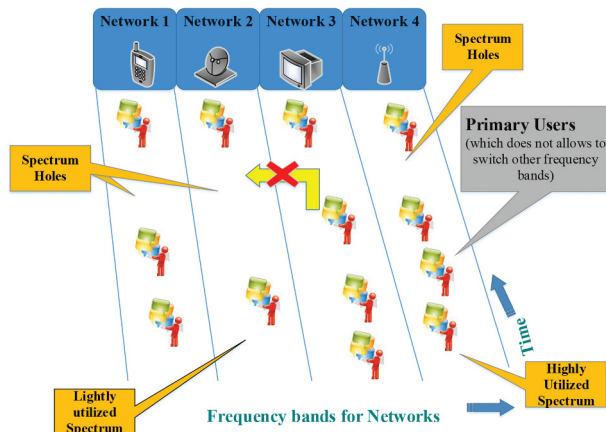 Network 1 Network 2 Network 3 Network 4
Spectrum
Holes
Primary Users
(which does not allows to
switch other frequency
bands)
Spectrum
Holes
Time
Lightly
utilized
Spectrum
Highly
Utilized
Spectrum
Frequency bands for Networks